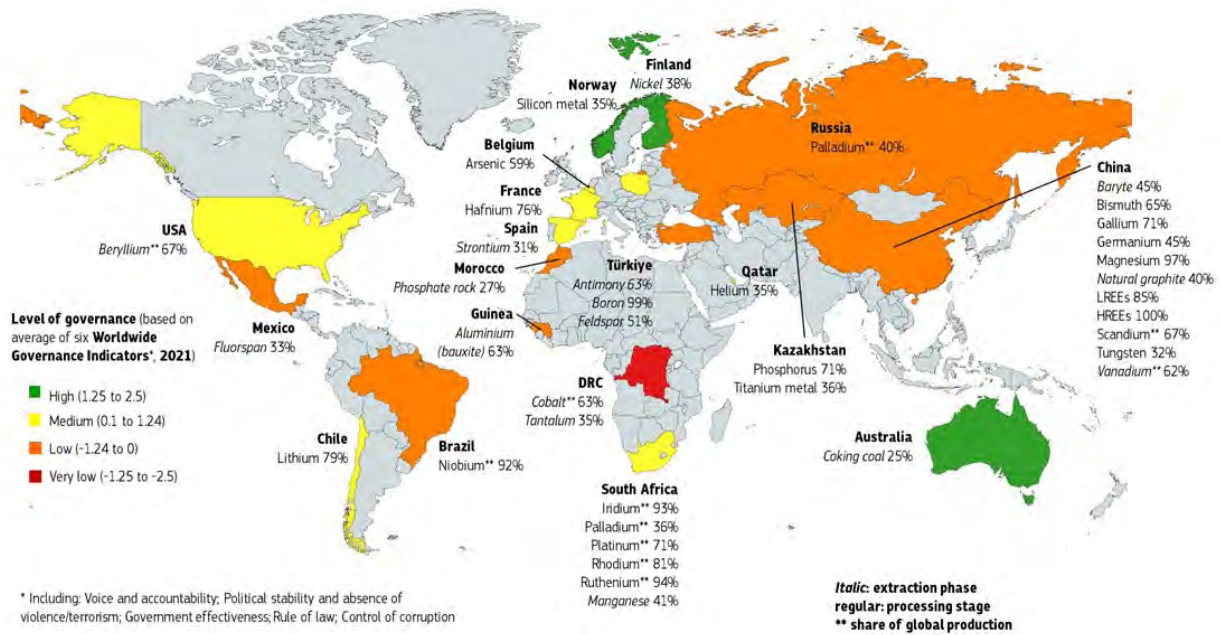 Finland
Nickel 38%
Norway
Silicon metal 35%
Belgium
Arsenic 59%
France
Hafnium 76%
Spain
Strontium 31%
Morocco
Phosphate rock 27%
Guinea
Aluminium
(bauxite) 63%
Türkiye
Antimony 63%
Boron 99%
Feldspar 51%
Qatar
Helium 35%
Russia
Palladium** 40%
China
Baryte 45%
Bismuth 65%
Gallium 71%
Germanium 45%
Magnesium 97%
Natural graphite 40%
LREEs 85%
HREEs 100%
Scandium** 67%
Tungsten 32%
Vanadium** 62%
Kazakhstan
Phosphorus 71%
Titanium metal 36%
USA
Beryllium** 67%
Mexico
Fluorspan 33%
Level of governance (based on
average of six Worldwide
Governance Indicators*, 2021)
High (1.25 to 2.5)
Medium (0.1 to 1.24)
Low (-1.24 to 0)
Very low (-1.25 to -2.5)
Chile
Lithium 79%
Brazil
Niobium** 92%
DRC
Cobalt** 63%
Tantalum 35%
South Africa
Iridium** 93%
Palladium** 36%
Platinum** 71%
Rhodium** 81%
Ruthenium** 94%
Manganese 41%
Australia
Coking coal 25%
* Including: Voice and accountability; Political stability and absence of
violence/terrorism; Government effectiveness; Rule of law; Control of corruption
Italic: extraction phase
regular: processing stage
** share of global production